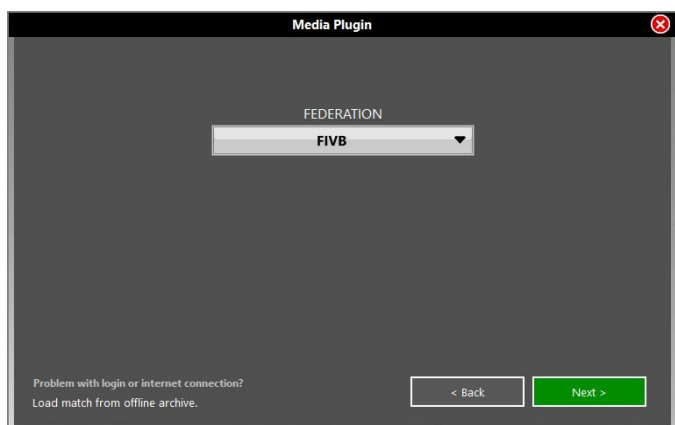 Media Plugin
FEDERATION
FIVB
Problem with login or internet connection?
Load match from offline archive.
< Back
Next >